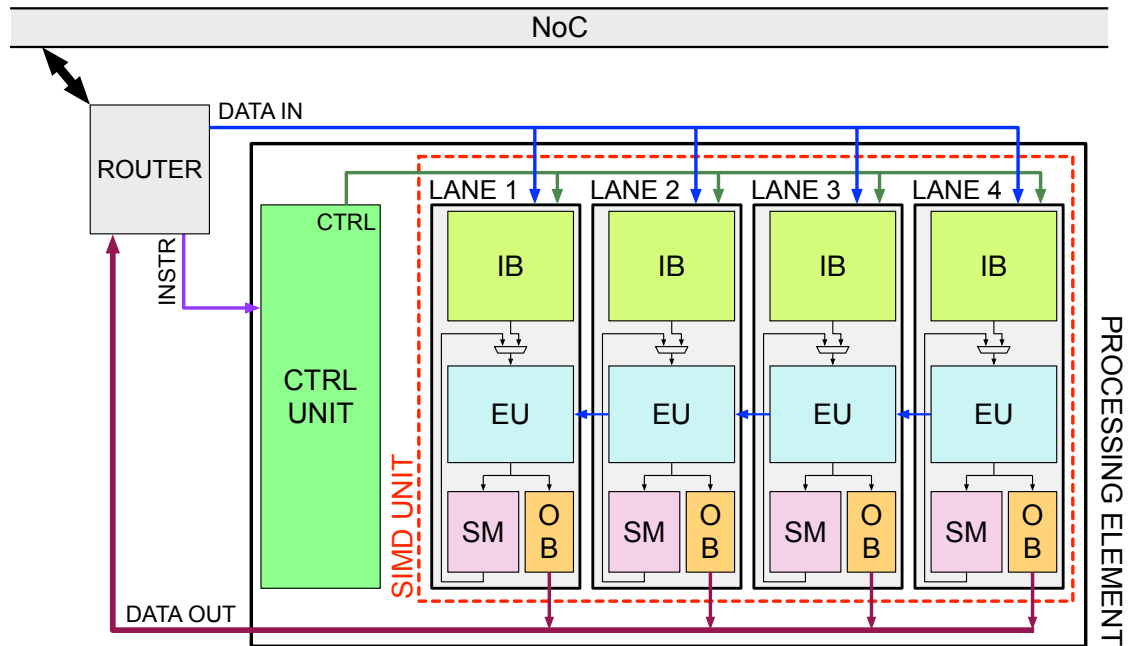 NoC
DATA IN
ROUTER
INSTR
CTRL
CTRL
UNIT
SIMD UNIT
LANE 1
LANE 2
LANE 3
LANE 4
IB
IB
IB
IB
EU
EU
EU
EU
SM
O
B
SM
O
B
SM
O
B
SM
O
B
PROCESSING ELEMENT
DATA OUT